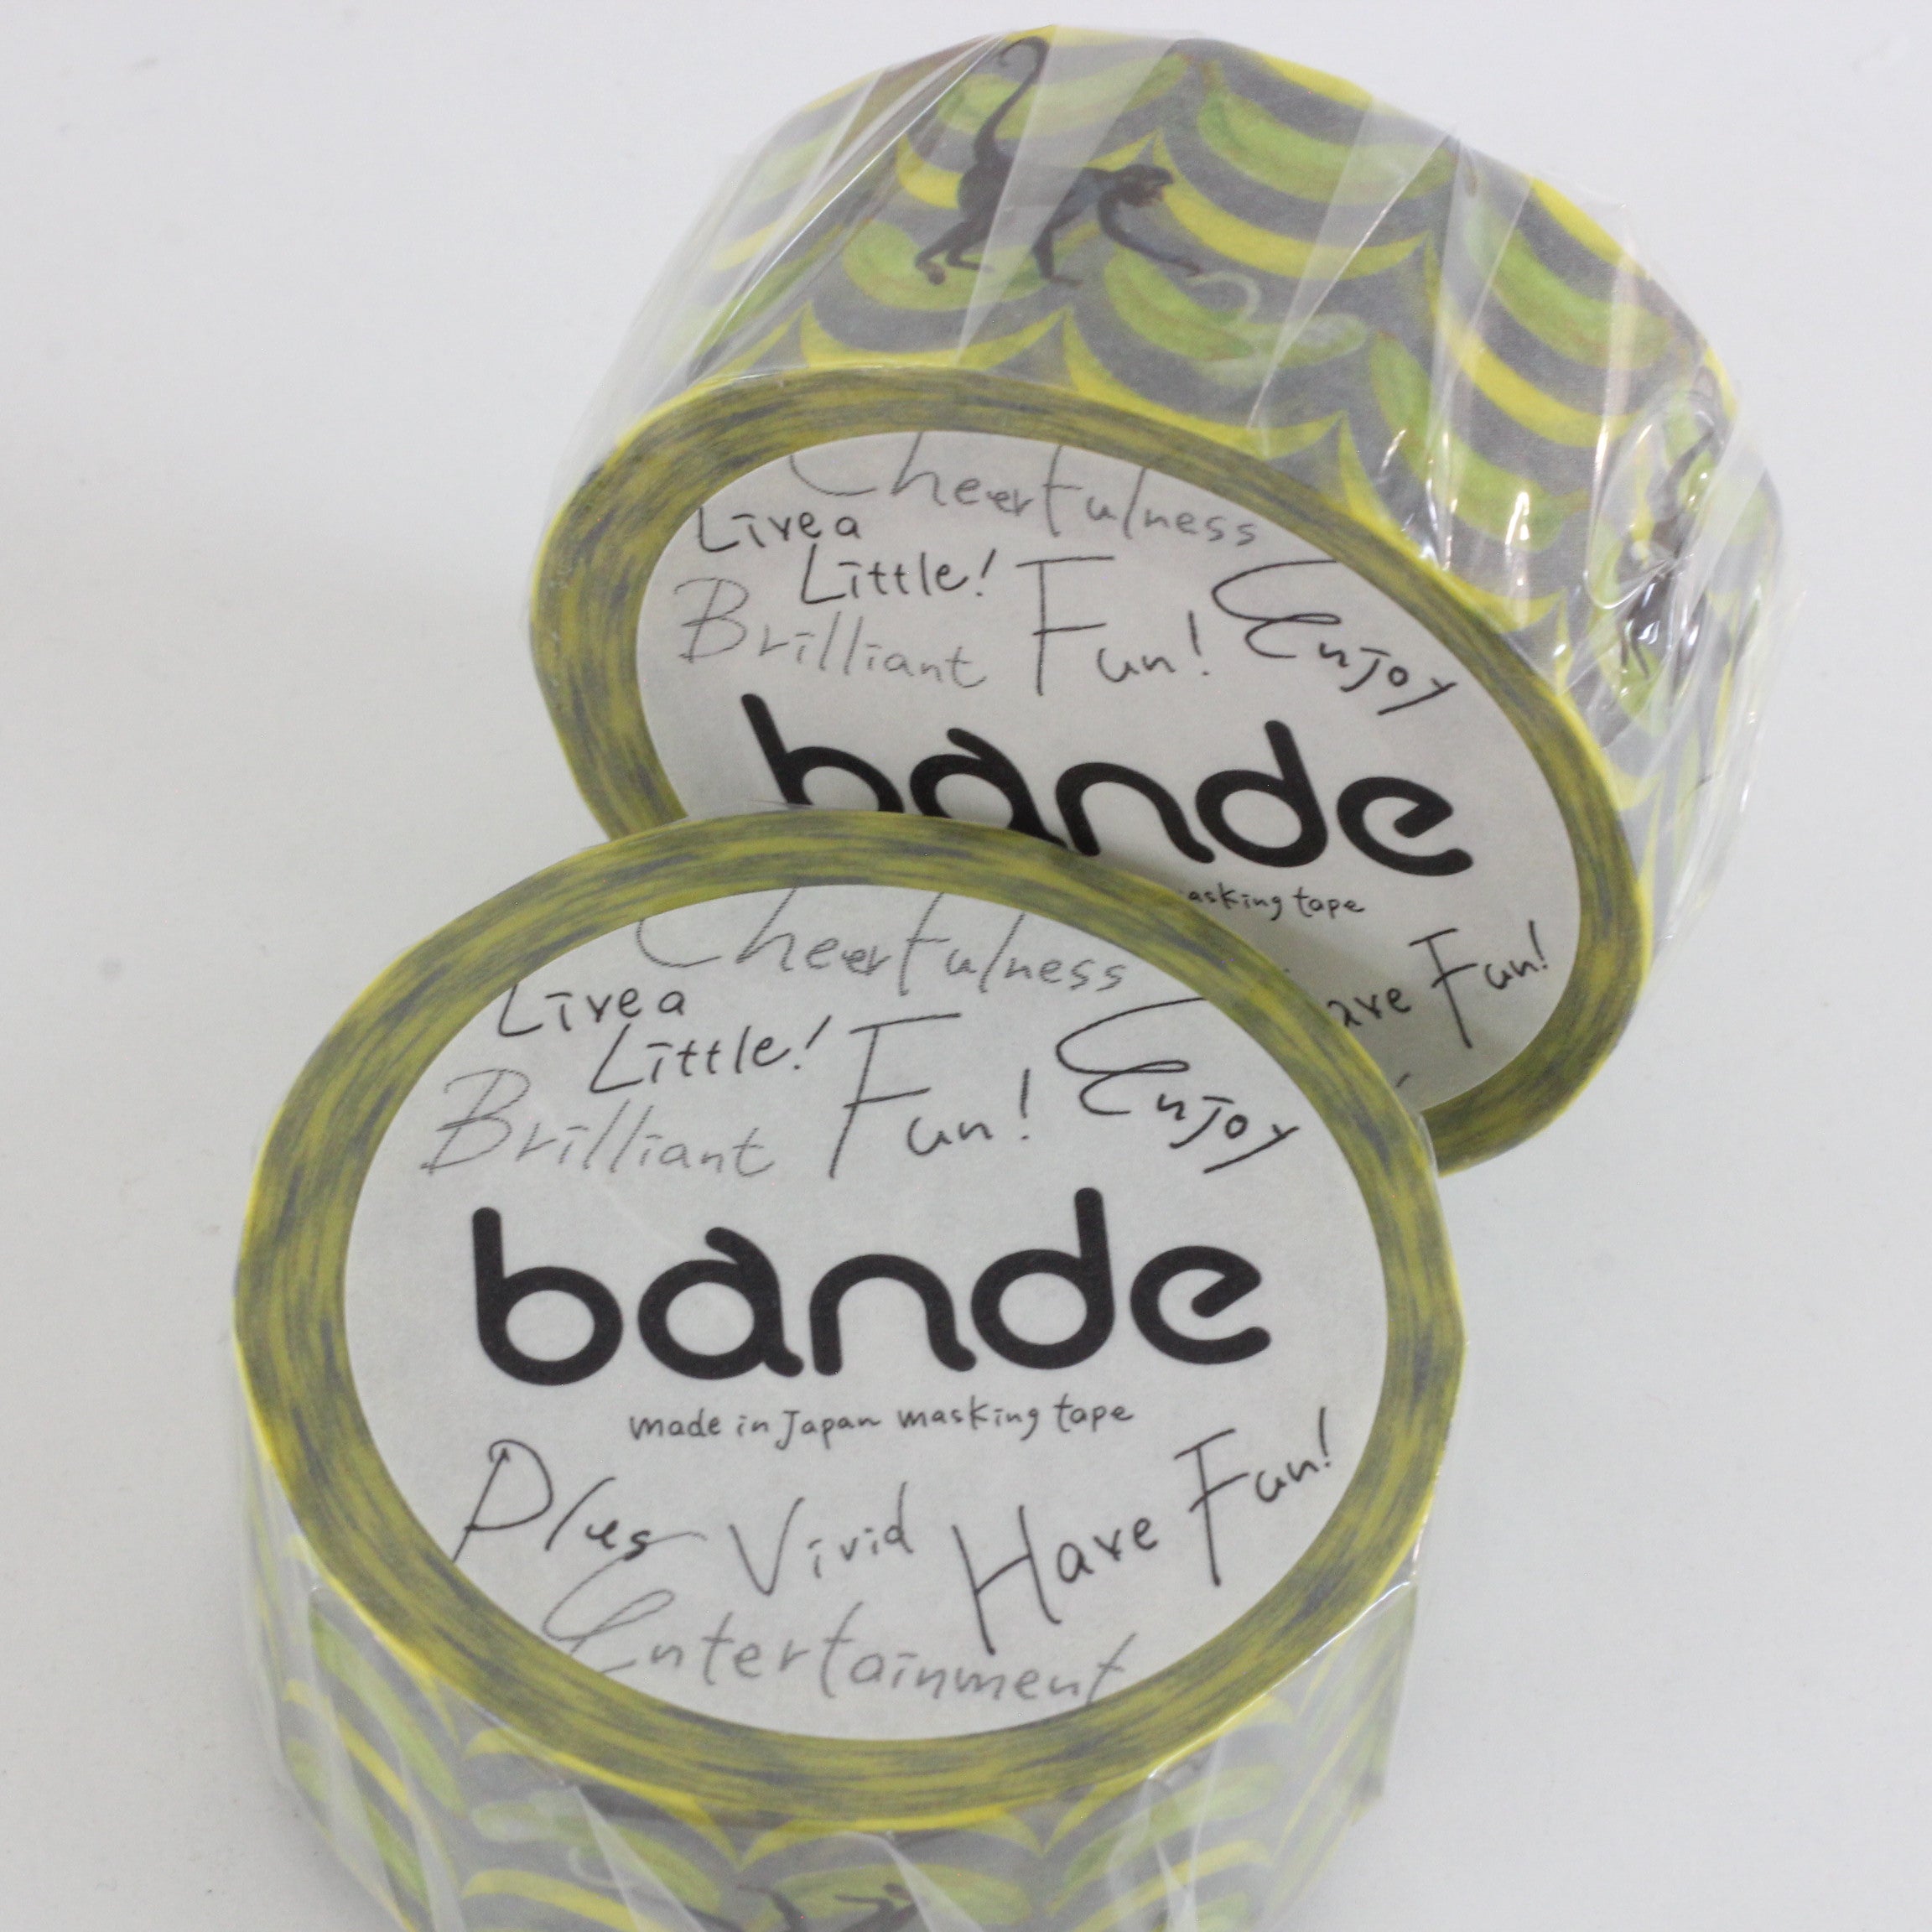 Cheerfulness
Live a
Little!
Brilliant Fun! Enjoy
bande
masking tape
Have Fun!
Cheerfulness
Live a
Little!
Brilliant Fun! Enjoy
bande
made in Japan masking tape
Plus Vivid Have Fun!
Entertainment